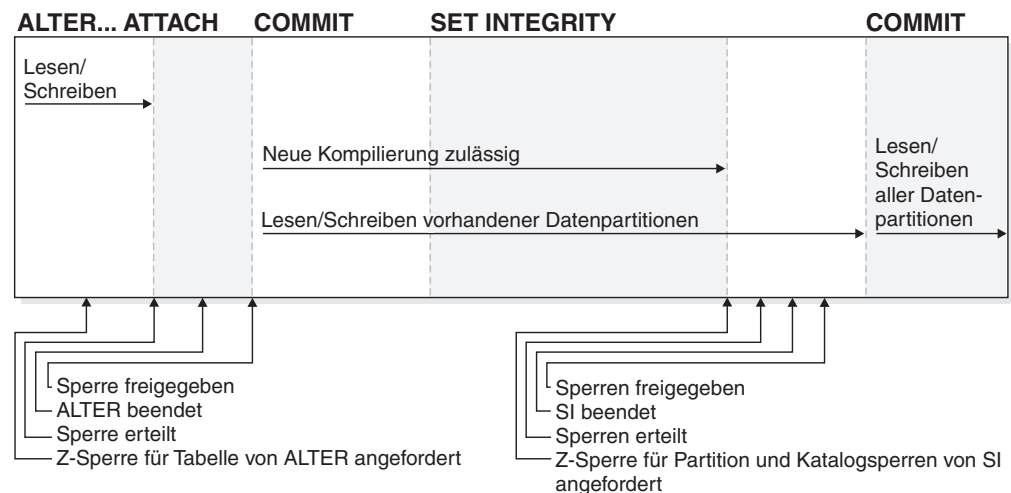 ALTER... ATTACH COMMIT SET INTEGRITY COMMIT
Lesen/
Schreiben
Neue Kompilierung zulässig
Lesen/Schreiben vorhandener Datenpartitionen
Lesen/
Schreiben
aller Daten-
partitionen
Sperre freigegeben
ALTER beendet
Sperre erteilt
Z-Sperre für Tabelle von ALTER angefordert
Sperren freigegeben
SI beendet
Sperren erteilt
Z-Sperre für Partition und Katalogsperren von SI
angefordert